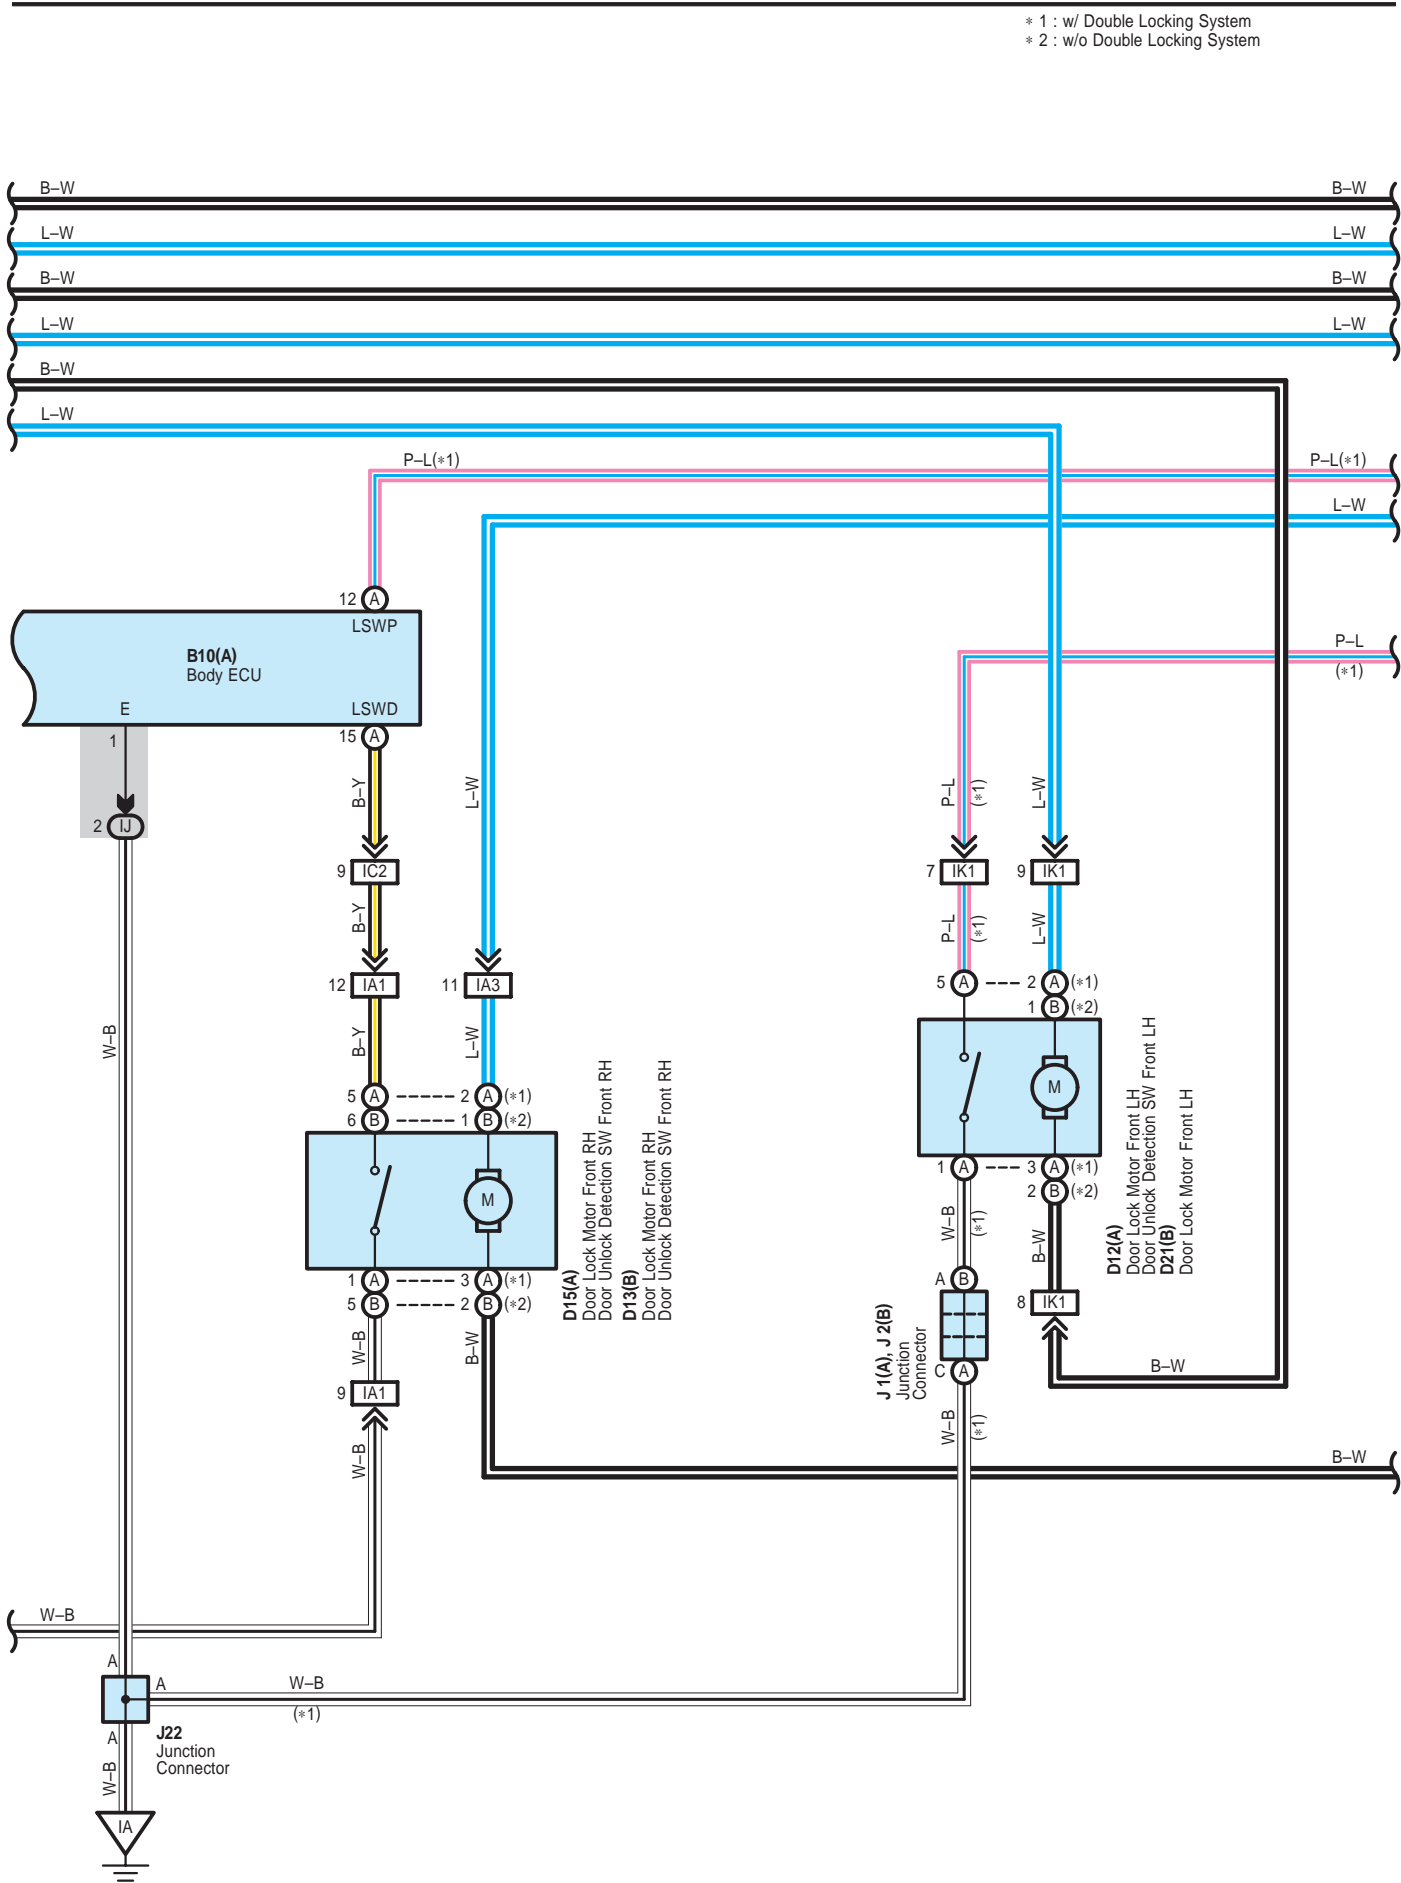 * 1 : w/ Double Locking System
* 2 : w/o Double Locking System
B–W B–W
L–W L–W
B–W B–W
L–W L–W
B–W
L–W
P–L(*1) P–L(*1)
L–W
12 A
LSWP
B10(A)
Body ECU
P–L
(*1)
E LSWD
1 15 A
B–Y
L–W
P–L
(*1)
L–W
2 IJ
9 IC2
7 IK1
9 IK1
B–Y
P–L
(*1)
L–W
12 IA1
11 IA3
5 A 2 A (*1)
1 B (*2)
W–B
B–Y
L–W
M
5 A 2 A (*1)
6 B 1 B (*2)
M
D15(A)
Door Lock Motor Front RH
Door Unlock Detection SW Front RH
D13(B)
Door Lock Motor Front RH
Door Unlock Detection SW Front RH
1 A 3 A (*1)
2 B (*2)
D12(A)
Door Lock Motor Front LH
Door Unlock Detection SW Front LH
D21(B)
Door Lock Motor Front LH
W–B
(*1)
B–W
1 A 3 A (*1)
5 B 2 B (*2)
A B
8 IK1
J 1(A), J 2(B)
Junction
Connector
W–B
B–W
C A
B–W
9 IA1
W–B
(*1)
W–B
B–W
W–B
A
A
W–B
(*1)
A
J22
Junction
Connector
W–B
IA